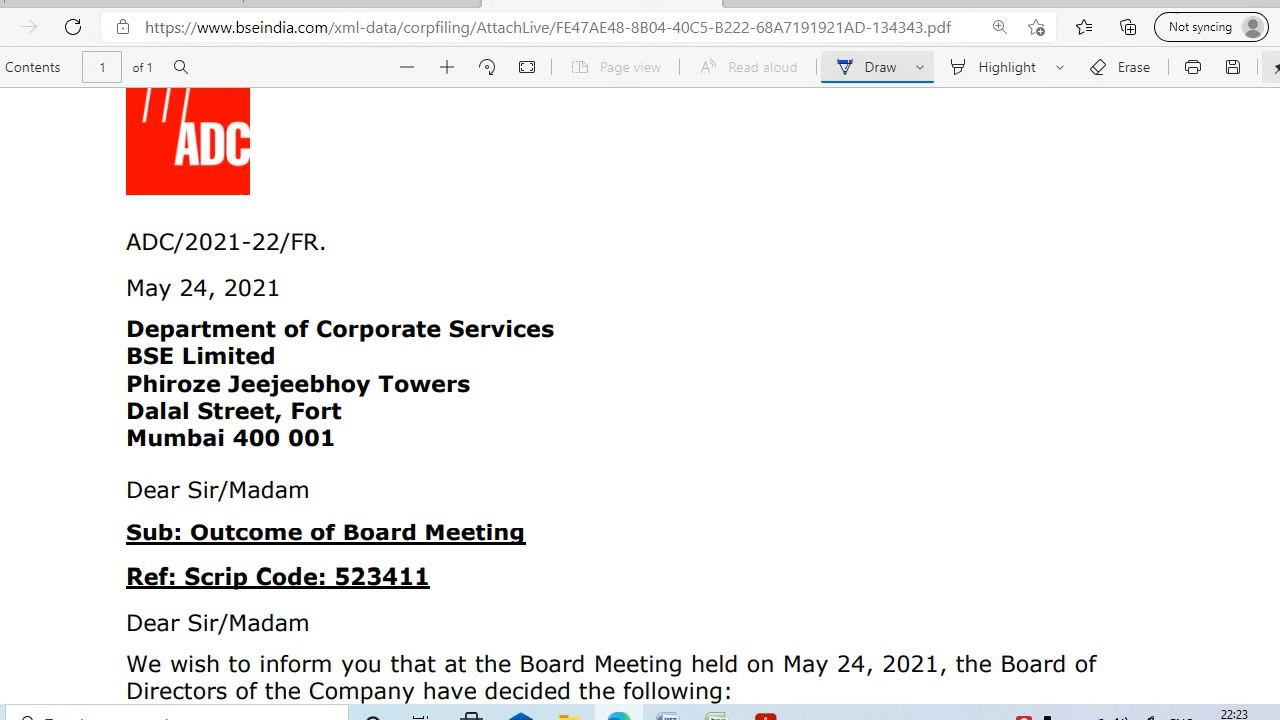 https://www.bseindia.com/xml-data/corpfiling/AttachLive/FE47AE48-8B04-40C5-B222-68A7191921AD-134343.pdf
Not syncing
Contents
1 of 1
Page view
Read aloud
Draw
Highlight
Erase
ADC
ADC/2021-22/FR.
May 24, 2021
Department of Corporate Services
BSE Limited
Phiroze Jeejeebhoy Towers
Dalal Street, Fort
Mumbai 400 001
Dear Sir/Madam
Sub: Outcome of Board Meeting
Ref: Scrip Code: 523411
Dear Sir/Madam
We wish to inform you that at the Board Meeting held on May 24, 2021, the Board of
Directors of the Company have decided the following:
22:23